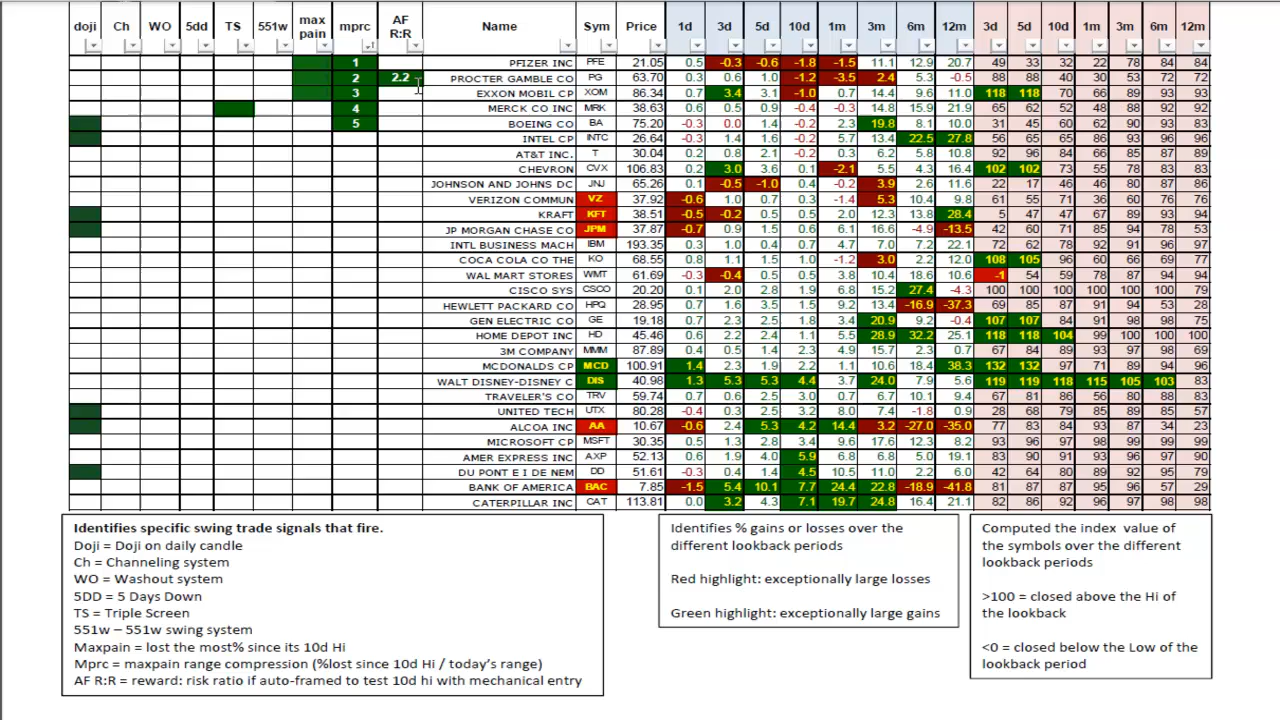 doji Ch WO 5dd TS 551w max pain mprc AF R:R Name Sym Price 1d 3d 5d 10d 1m 3m 6m 12m 3d 5d 10d 1m 3m 6m 12m
1 PFIZER INC PFE 21.05 0.5 -0.3 -0.6 -1.8 -1.5 11.1 12.9 20.7 49 33 32 22 78 84 84
2 2.2 PROCTER GAMBLE CO PG 63.70 0.3 0.6 1.0 -1.2 -3.5 2.4 5.3 -0.5 88 88 40 30 53 72 72
3 EXXON MOBIL CP XOM 86.34 0.7 3.4 3.1 -1.0 0.7 14.4 9.6 11.0 118 118 70 66 89 93 93
4 MERCK CO INC MRK 38.63 0.6 0.5 0.9 -0.4 -0.3 14.8 15.9 21.9 65 62 52 48 88 92 92
5 BOEING CO BA 75.20 -0.3 0.0 1.4 -0.2 2.3 19.8 8.1 10.0 31 45 60 62 90 93 83
INTEL CP INTC 26.64 -0.3 1.4 1.6 -0.2 5.7 13.4 22.5 27.8 56 65 65 86 93 96 96
AT&T INC. T 30.04 0.2 0.8 2.1 -0.2 0.3 6.2 5.8 10.8 92 96 84 66 85 87 89
CHEVRON CVX 106.83 0.2 3.0 3.6 0.1 -2.1 5.5 4.3 16.4 102 102 73 55 78 83 83
JOHNSON AND JOHNS DC JNJ 65.26 0.1 -0.5 -1.0 0.4 -0.2 3.9 2.6 11.6 22 17 46 46 80 87 86
VERIZON COMMUN VZ 37.92 -0.6 1.0 0.7 0.3 -1.4 5.3 10.4 9.8 61 55 71 36 60 76 76
KRAFT KFT 38.51 -0.5 -0.2 0.5 0.5 2.0 12.3 13.8 28.4 5 47 47 67 89 93 94
JP MORGAN CHASE CO JPM 37.87 -0.7 0.9 1.5 0.6 6.1 16.6 -4.9 -13.5 42 60 71 85 94 78 53
INTL BUSINESS MACH IBM 193.35 0.3 1.0 0.4 0.7 4.7 7.0 7.2 22.1 72 62 78 92 91 96 97
COCA COLA CO THE KO 68.55 0.8 1.1 1.5 1.0 -1.2 3.0 2.2 12.0 108 105 96 60 66 69 77
WAL MART STORES WMT 61.69 -0.3 -0.4 0.5 0.5 3.8 10.4 18.6 10.6 -1 54 59 78 87 94 94
CISCO SYS CSCO 20.20 0.1 2.0 2.8 1.9 6.8 15.2 27.4 -4.3 100 100 100 100 100 100 79
HEWLETT PACKARD CO HPQ 28.95 0.7 1.6 3.5 1.5 9.2 13.4 -16.9 -37.3 69 85 87 91 94 53 28
GEN ELECTRIC CO GE 19.18 0.7 2.3 2.5 1.8 3.4 20.9 9.2 -0.4 107 107 84 91 98 98 75
HOME DEPOT INC HD 45.46 0.6 2.2 2.4 1.1 5.5 28.9 32.2 25.1 118 118 104 99 100 100 100
3M COMPANY MMM 87.89 0.4 0.5 1.4 2.3 4.9 15.7 2.3 0.7 67 84 89 93 97 98 69
MCDONALDS CP MCD 100.91 1.4 2.3 1.9 2.2 1.1 10.6 18.4 38.3 132 132 97 71 89 94 96
WALT DISNEY-DISNEY C DIS 40.98 1.3 5.3 5.3 4.4 3.7 24.0 7.9 5.6 119 119 118 115 105 103 83
TRAVELER'S CO TRV 59.74 0.7 0.6 2.5 3.0 0.7 6.7 10.1 9.4 67 81 86 56 80 88 83
UNITED TECH UTX 80.28 -0.4 0.3 2.5 3.2 8.0 7.4 -1.8 0.9 28 68 79 85 89 85 57
ALCOA INC AA 10.67 -0.6 2.4 5.3 4.2 14.4 3.2 -27.0 -35.0 77 83 84 93 87 34 23
MICROSOFT CP MSFT 30.35 0.5 1.3 2.8 3.4 9.6 17.6 12.3 8.2 93 96 97 98 99 99 99
AMER EXPRESS INC AXP 52.13 0.6 1.9 4.0 5.9 6.8 6.8 5.0 19.1 83 90 91 93 96 97 90
DU PONT E I DE NEM DD 51.61 -0.3 0.4 1.4 4.5 10.5 11.0 2.2 6.0 42 64 80 89 92 95 79
BANK OF AMERICA BAC 7.85 -1.5 5.4 10.1 7.7 24.4 22.8 -18.9 -41.8 81 87 87 95 96 57 29
CATERPILLAR INC CAT 113.81 0.0 3.2 4.3 7.1 19.7 24.8 16.4 21.1 82 86 92 96 97 98 98
Identifies specific swing trade signals that fire.
Doji = Doji on daily candle
Ch = Channeling system
WO = Washout system
5DD = 5 Days Down
TS = Triple Screen
551w – 551w swing system
Maxpain = lost the most% since its 10d Hi
Mprc = maxpain range compression (%lost since 10d Hi / today's range)
AF R:R = reward: risk ratio if auto-framed to test 10d hi with mechanical entry
Identifies % gains or losses over the
different lookback periods
Red highlight: exceptionally large losses
Green highlight: exceptionally large gains
Computed the index value of
the symbols over the different
lookback periods
>100 = closed above the Hi of
the lookback
<0 = closed below the Low of the
lookback period